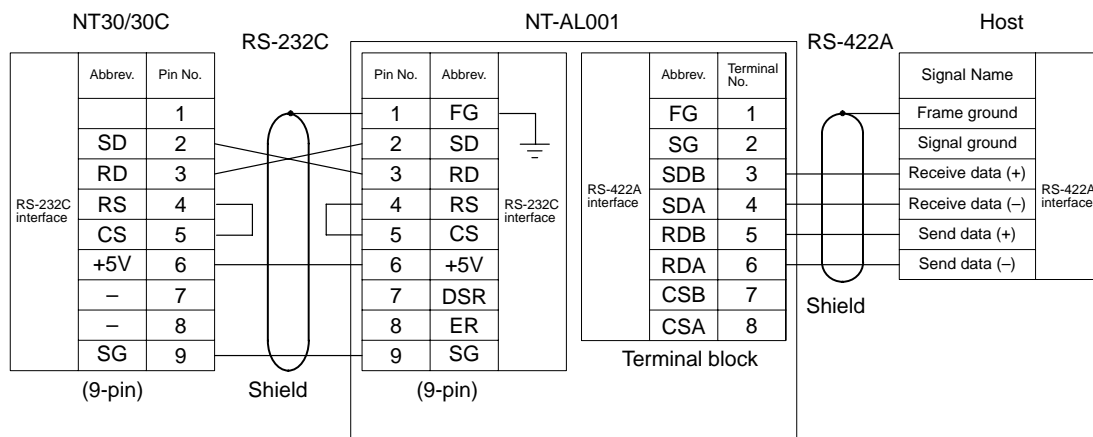 NT30/30C NT-AL001 Host
RS-232C RS-422A
Abbrev. Pin No. Pin No. Abbrev. Abbrev. Terminal No. Signal Name
1 1 FG FG 1 Frame ground
SD 2 2 SD SG 2 Signal ground
RD 3 3 RD SDB 3 Receive data (+)
RS-232C interface RS 4 4 RS RS-232C interface RS-422A interface SDA 4 Receive data (–) RS-422A interface
CS 5 5 CS RDB 5 Send data (+)
+5V 6 6 +5V RDA 6 Send data (–)
– 7 7 DSR CSB 7 Shield
– 8 8 ER CSA 8
SG 9 9 SG Terminal block
(9-pin) Shield (9-pin)